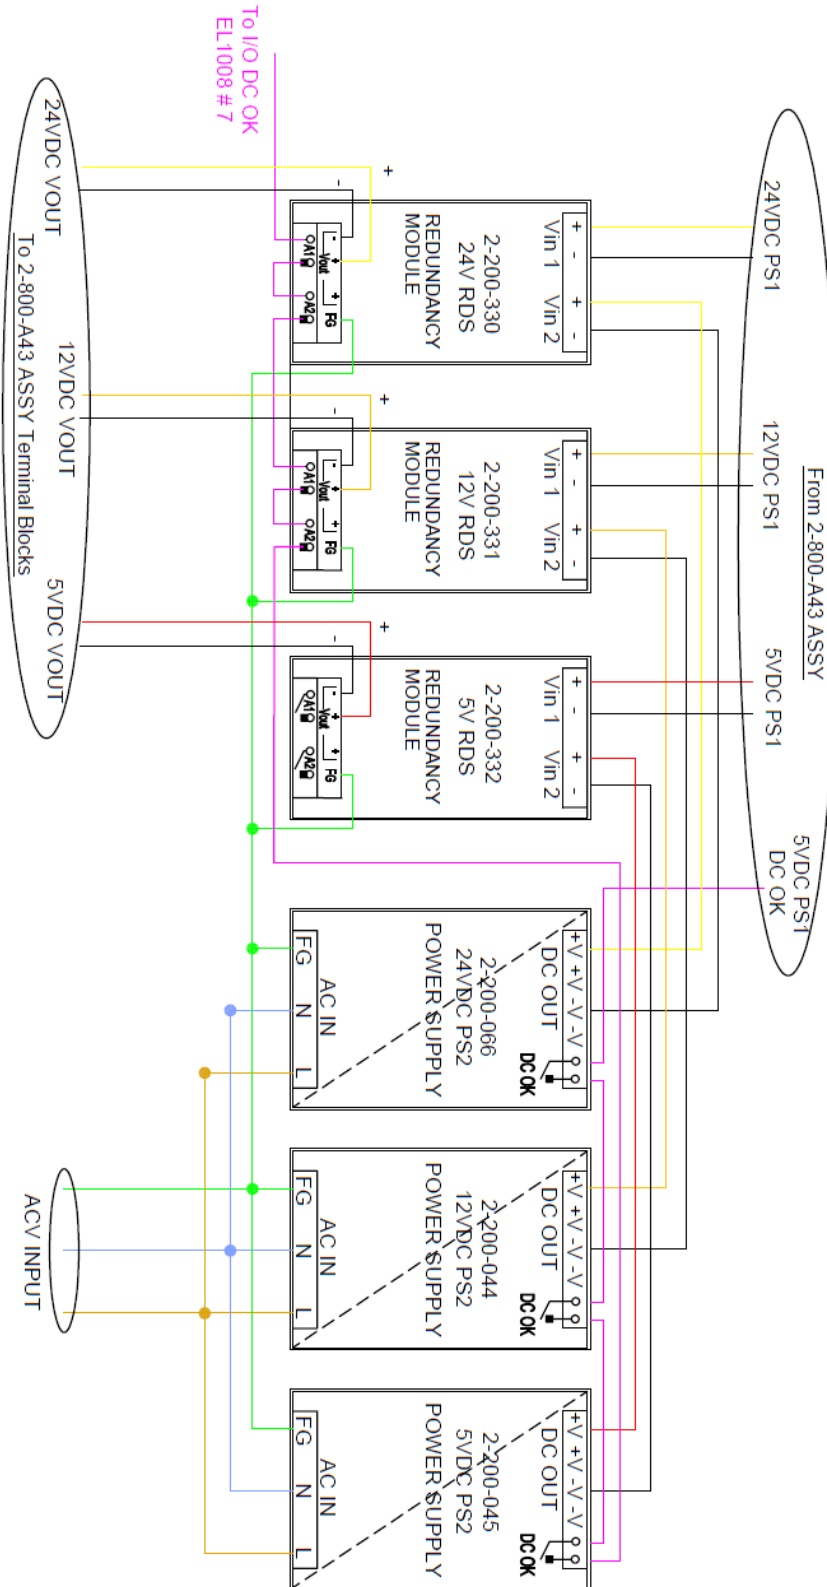 From 2-800-A43 ASSY
24VDC PS1
12VDC PS1
5VDC PS1
5VDC PS1
DC OK
+ - + -
Vin 1 Vin 2
2-200-330
24V RDS
REDUNDANCY
MODULE
- + + FG
Vout
A1 A2
+ - + -
Vin 1 Vin 2
2-200-331
12V RDS
REDUNDANCY
MODULE
- + + FG
Vout
A1 A2
+ - + -
Vin 1 Vin 2
2-200-332
5V RDS
REDUNDANCY
MODULE
- + + FG
Vout
A1 A2
+V +V -V -V
DC OUT
DC OK
2-200-066
24VDC PS2
POWER SUPPLY
AC IN
FG N L
+V +V -V -V
DC OUT
DC OK
2-200-044
12VDC PS2
POWER SUPPLY
AC IN
FG N L
+V +V -V -V
DC OUT
DC OK
2-200-045
5VDC PS2
POWER SUPPLY
AC IN
FG N L
+
-
+
-
+
-
To I/O DC OK
EL1008 # 7
24VDC VOUT
12VDC VOUT
5VDC VOUT
To 2-800-A43 ASSY Terminal Blocks
ACV INPUT